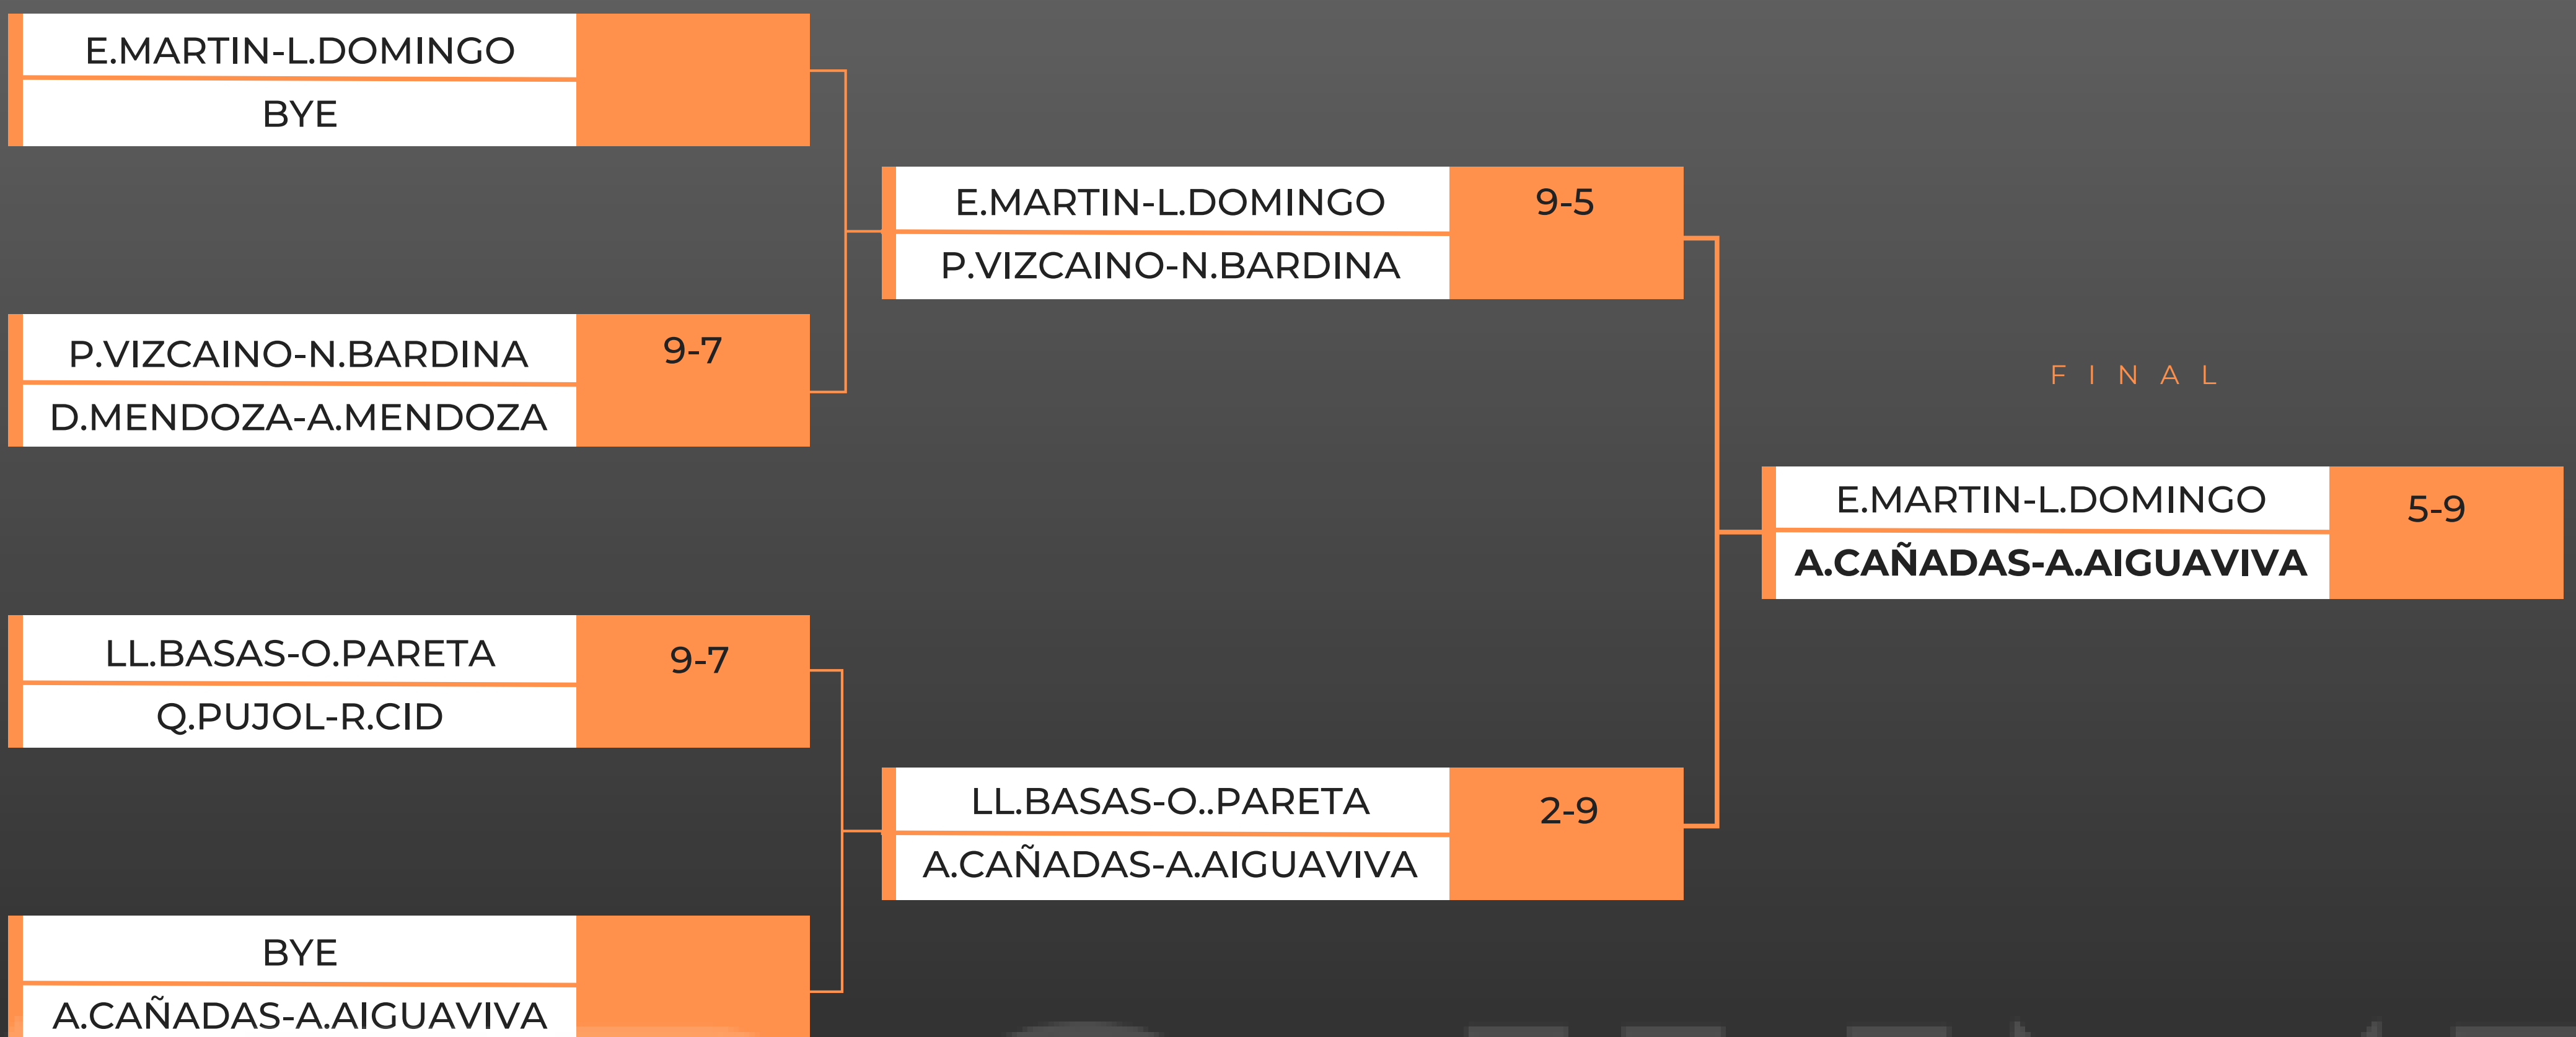 E.MARTIN-L.DOMINGO
BYE
P.VIZCAINO-N.BARDINA
9-7
D.MENDOZA-A.MENDOZA
LL.BASAS-O.PARETA
9-7
Q.PUJOL-R.CID
BYE
A.CAÑADAS-A.AIGUAVIVA
E.MARTIN-L.DOMINGO
9-5
P.VIZCAINO-N.BARDINA
LL.BASAS-O..PARETA
2-9
A.CAÑADAS-A.AIGUAVIVA
FINAL
E.MARTIN-L.DOMINGO
5-9
A.CAÑADAS-A.AIGUAVIVA